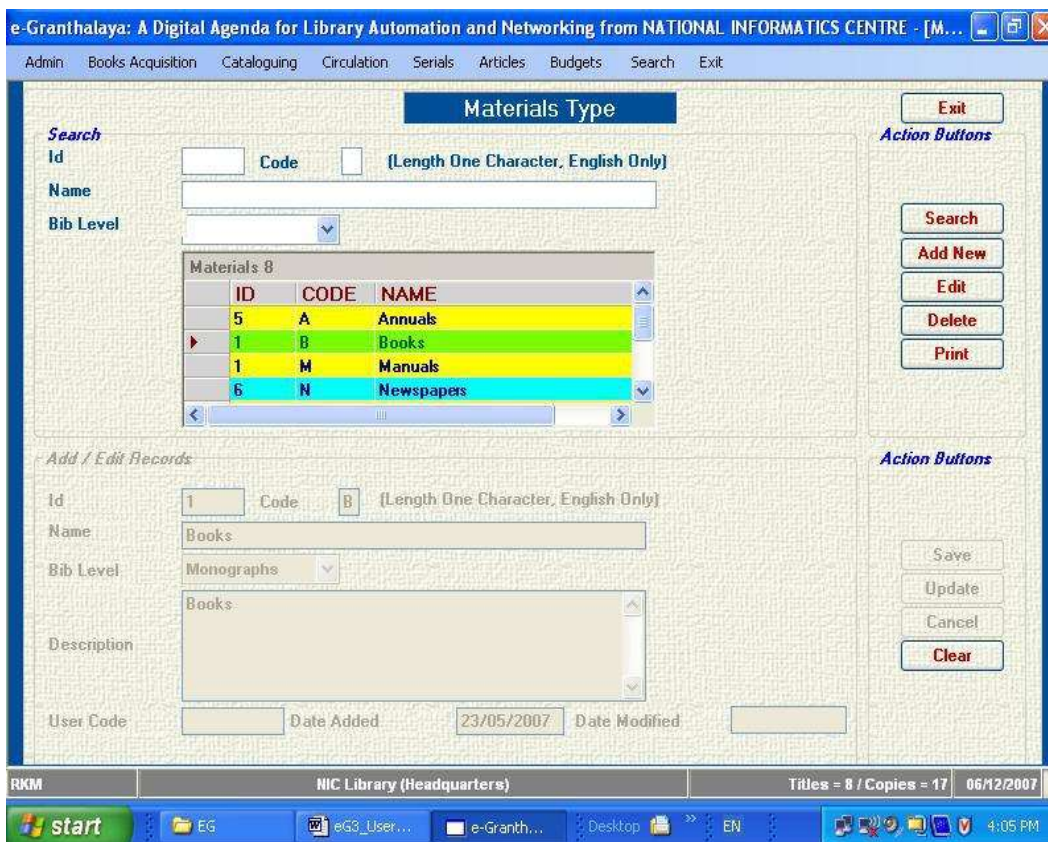 e-Granthalaya: A Digital Agenda for Library Automation and Networking from NATIONAL INFORMATICS CENTRE - [M...
Admin Books Acquisition Cataloguing Circulation Serials Articles Budgets Search Exit
Materials Type
Exit
Search
Action Buttons
Id Code (Length One Character, English Only)
Name
Bib Level
Search
Add New
Edit
Delete
Print
Materials 8
ID CODE NAME
5 A Annuals
1 B Books
1 M Manuals
6 N Newspapers
Add / Edit Records
Action Buttons
Id 1 Code B (Length One Character, English Only)
Name Books
Bib Level Monographs
Description Books
Save
Update
Cancel
Clear
User Code Date Added 23/05/2007 Date Modified
RKM NIC Library (Headquarters) Titles = 8 / Copies = 17 06/12/2007
start EG eG3_User... e-Granth... Desktop » EN 4:05 PM